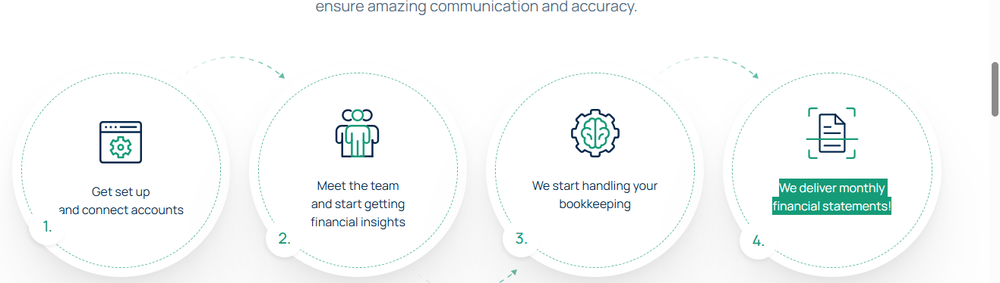 ensure amazing communication and accuracy.
Get set up
and connect accounts
1.
Meet the team
and start getting
financial insights
2.
We start handling your
bookkeeping
3.
We deliver monthly
financial statements!
4.